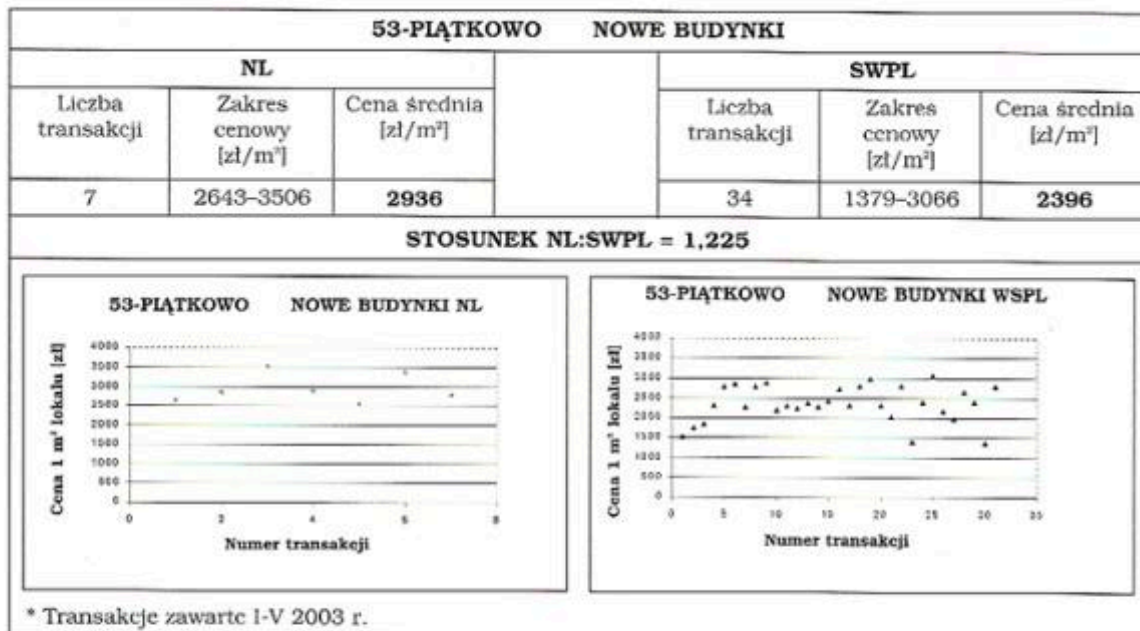 53-PIĄTKOWO NOWE BUDYNKI
NL
SWPL
Liczba transakcji
Zakres cenowy [zł/m²]
Cena średnia [zł/m²]
Liczba transakcji
Zakres cenowy [zł/m²]
Cena średnia [zł/m²]
7
2643–3506
2936
34
1379–3066
2396
STOSUNEK NL:SWPL = 1,225
53-PIĄTKOWO NOWE BUDYNKI NL
Cena 1 m² lokalu [zł]
4000
3500
3000
2500
2000
1500
1000
500
0
0
2
4
6
8
Numer transakcji
53-PIĄTKOWO NOWE BUDYNKI WSPL
Cena 1 m² lokalu [zł]
4000
3500
3000
2500
2000
1500
1000
500
0
0
5
10
15
20
25
30
35
Numer transakcji
* Transakcje zawarte I-V 2003 r.